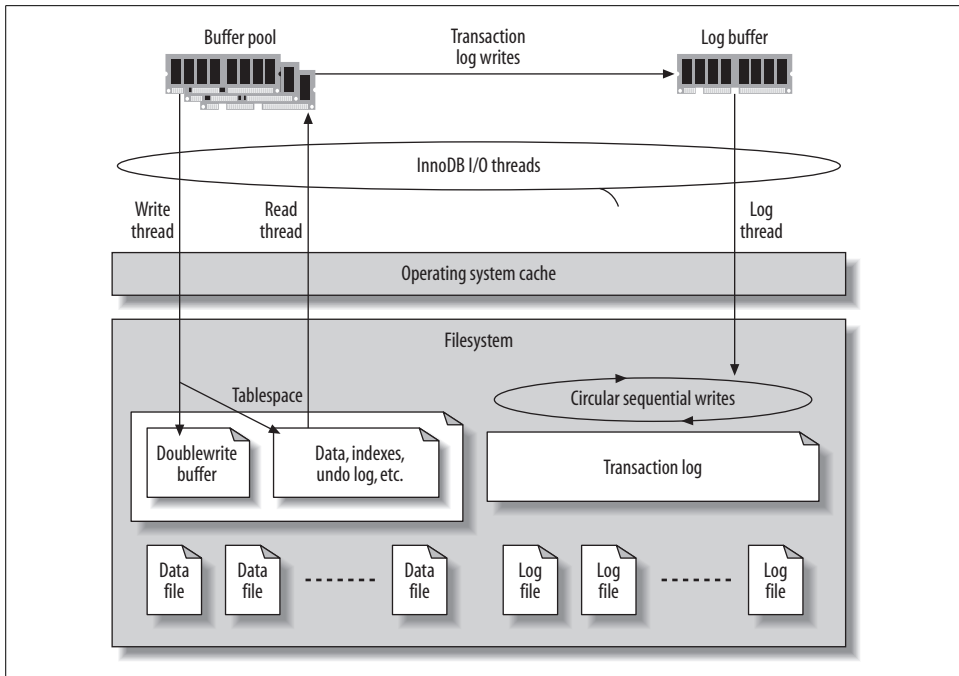 Buffer pool
Transaction
log writes
Log buffer
InnoDB I/O threads
Write
thread
Read
thread
Log
thread
Operating system cache
Filesystem
Tablespace
Circular sequential writes
Doublewrite
buffer
Data, indexes,
undo log, etc.
Transaction log
Data
file
Data
file
Data
file
Log
file
Log
file
Log
file